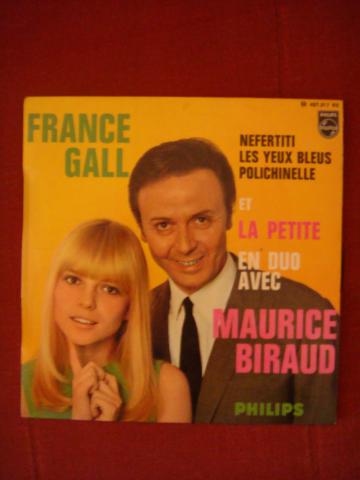 FRANCE
GALL
PHILIPS
NEFERTITI
LES YEUX BLEUS
POLICHINELLE
ET
LA PETITE
EN DUO
AVEC
MAURICE
BIRAUD
PHILIPS